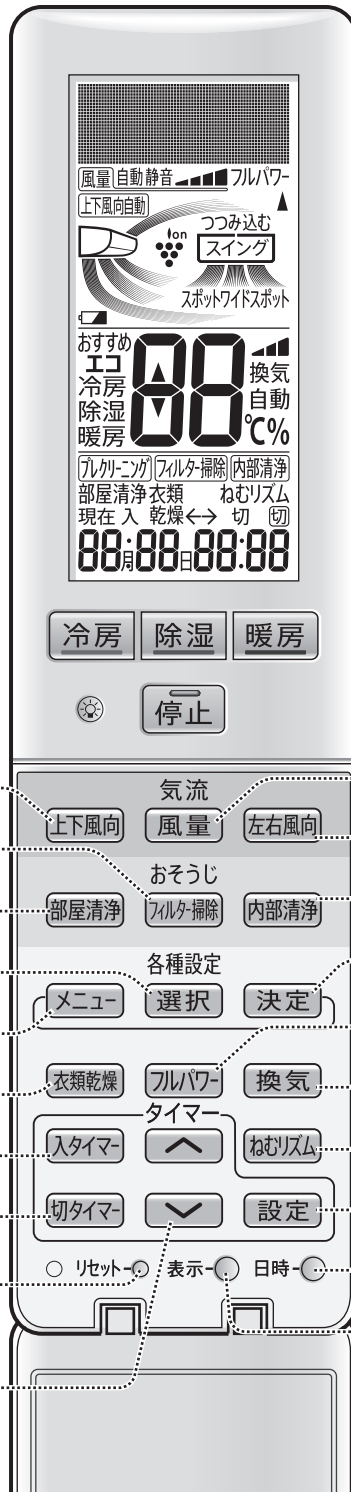 風量 自動 静音 フルパワー
上下風向自動
ion つつみ込む
スイング
スポットワイドスポット
おすすめ
エコ
冷房 88 換気
除湿 自動
暖房 ℃%
プレクリーニング フィルター掃除 内部清浄
部屋清浄 衣類 ねむリズム
現在 入 乾燥←→ 切 切
88月88日88:88
冷房 除湿 暖房
停止
気流
上下風向 風量 左右風向
おそうじ
部屋清浄 フィルター掃除 内部清浄
各種設定
メニュー 選択 決定
衣類乾燥 フルパワー 換気
タイマー
入タイマー ねむリズム
切タイマー 設定
リセット 表示 日時